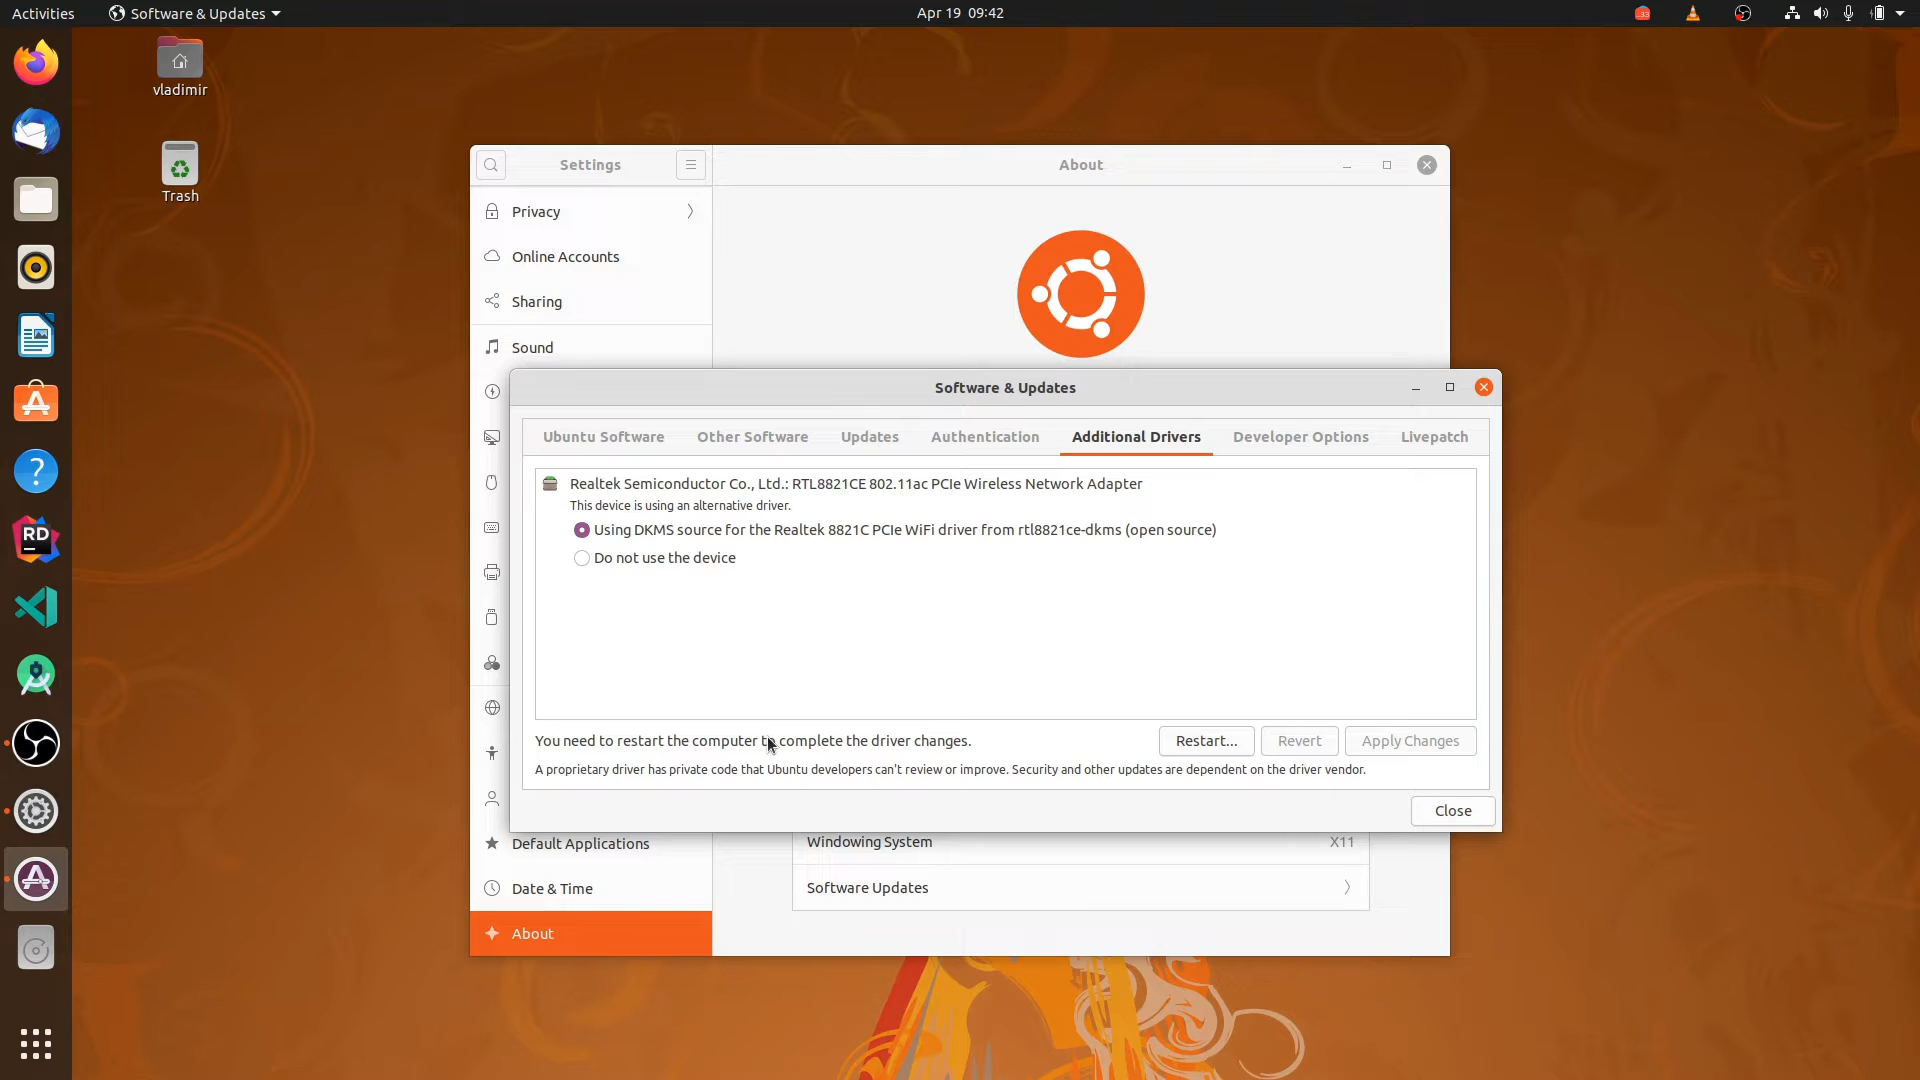 Activities
Software & Updates
Apr 19 09:42
vladimir
Trash
Settings
About
Privacy
Online Accounts
Sharing
Sound
Software & Updates
Ubuntu Software
Other Software
Updates
Authentication
Additional Drivers
Developer Options
Livepatch
Realtek Semiconductor Co., Ltd.: RTL8821CE 802.11ac PCIe Wireless Network Adapter
This device is using an alternative driver.
Using DKMS source for the Realtek 8821C PCIe WiFi driver from rtl8821ce-dkms (open source)
Do not use the device
You need to restart the computer to complete the driver changes.
Restart...
Revert
Apply Changes
A proprietary driver has private code that Ubuntu developers can't review or improve. Security and other updates are dependent on the driver vendor.
Close
Default Applications
Date & Time
About
Windowing System
X11
Software Updates
RD